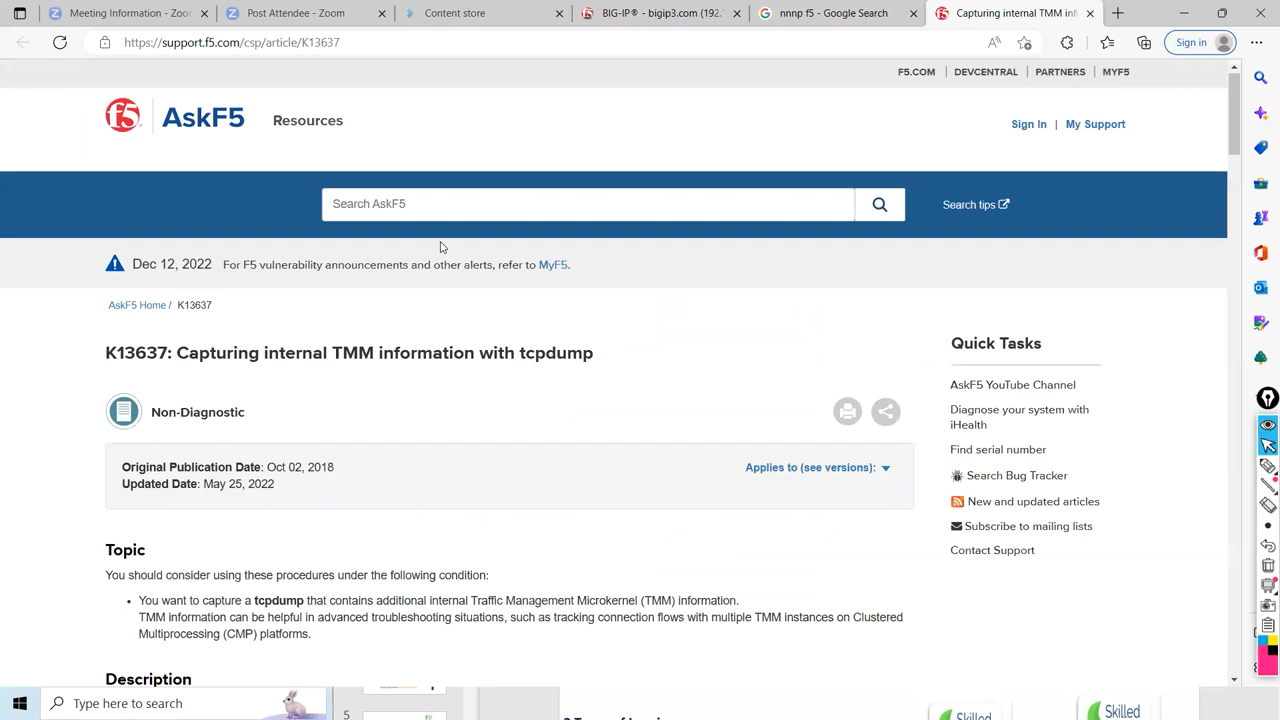 Meeting Information - Zoo
Post Attendee - Zoom
Content store
BIG-IP® - bigip3.com (192.
nnnp f5 - Google Search
Capturing internal TMM inf
https://support.f5.com/csp/article/K13637
Sign in
F5.COM | DEVCENTRAL | PARTNERS | MYF5
f5 AskF5 Resources
Sign In | My Support
Search AskF5
Search tips
Dec 12, 2022 For F5 vulnerability announcements and other alerts, refer to MyF5.
AskF5 Home / K13637
K13637: Capturing internal TMM information with tcpdump
Non-Diagnostic
Original Publication Date: Oct 02, 2018
Updated Date: May 25, 2022
Applies to (see versions):
Topic
You should consider using these procedures under the following condition:
• You want to capture a tcpdump that contains additional internal Traffic Management Microkernel (TMM) information.
TMM information can be helpful in advanced troubleshooting situations, such as tracking connection flows with multiple TMM instances on Clustered
Multiprocessing (CMP) platforms.
Description
Quick Tasks
AskF5 YouTube Channel
Diagnose your system with
iHealth
Find serial number
Search Bug Tracker
New and updated articles
Subscribe to mailing lists
Contact Support
Type here to search
5
Skilled
Skilled